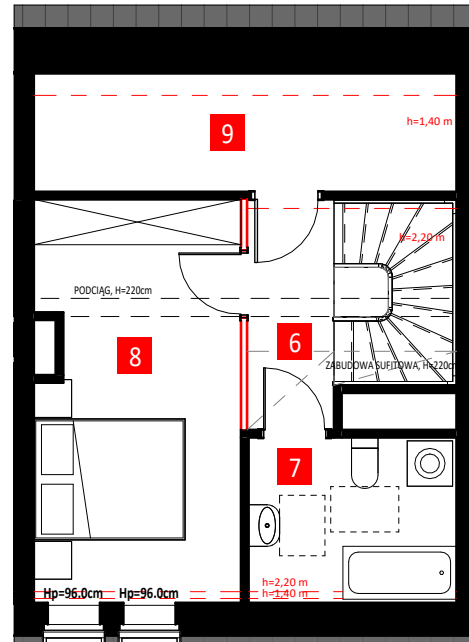 9
h=1,40 m
h=2,20 m
PODCIĄG, H=220cm
6
8
ZABUDOWA SUFITOWA, H=220cm
7
h=2,20 m
h=1,40 m
Hp=96.0cm Hp=96.0cm